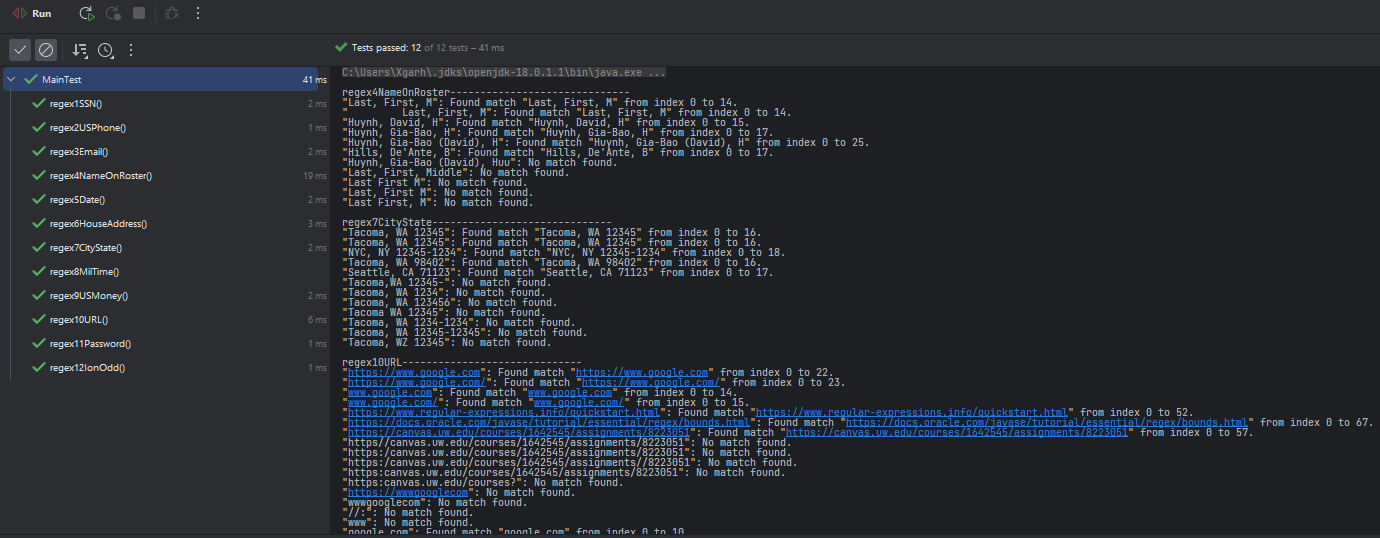 Run
Tests passed: 12 of 12 tests – 41 ms
MainTest 41 ms
regex1SSN() 2 ms
regex2USPhone() 1 ms
regex3Email() 2 ms
regex4NameOnRoster() 19 ms
regex5Date() 2 ms
regex6HouseAddress() 3 ms
regex7CityState() 2 ms
regex8MilTime()
regex9USMoney() 2 ms
regex10URL() 6 ms
regex11Password() 1 ms
regex12IonOdd() 1 ms
C:\Users\Xgarh\.jdks\openjdk-18.0.1.1\bin\java.exe ...
regex4NameOnRoster------------------------------
"Last, First, M": Found match "Last, First, M" from index 0 to 14.
"        Last, First, M": Found match "Last, First, M" from index 0 to 14.
"Huynh, David, H": Found match "Huynh, David, H" from index 0 to 15.
"Huynh, Gia-Bao, H": Found match "Huynh, Gia-Bao, H" from index 0 to 17.
"Huynh, Gia-Bao (David), H": Found match "Huynh, Gia-Bao (David), H" from index 0 to 25.
"Hills, De'Ante, B": Found match "Hills, De'Ante, B" from index 0 to 17.
"Huynh, Gia-Bao (David), Huu": No match found.
"Last, First, Middle": No match found.
"Last First M": No match found.
"Last, First M": No match found.
"Last First, M": No match found.
regex7CityState------------------------------
"Tacoma, WA 12345": Found match "Tacoma, WA 12345" from index 0 to 16.
"Tacoma, WA 12345": Found match "Tacoma, WA 12345" from index 0 to 16.
"NYC, NY 12345-1234": Found match "NYC, NY 12345-1234" from index 0 to 18.
"Tacoma, WA 98402": Found match "Tacoma, WA 98402" from index 0 to 16.
"Seattle, CA 71123": Found match "Seattle, CA 71123" from index 0 to 17.
"Tacoma,WA 12345-": No match found.
"Tacoma, WA 1234": No match found.
"Tacoma, WA 123456": No match found.
"Tacoma WA 12345": No match found.
"Tacoma, WA 1234-1234": No match found.
"Tacoma, WA 12345-12345": No match found.
"Tacoma, WZ 12345": No match found.
regex10URL------------------------------
"https://www.google.com": Found match "https://www.google.com" from index 0 to 22.
"https://www.google.com/": Found match "https://www.google.com/" from index 0 to 23.
"www.google.com": Found match "www.google.com" from index 0 to 14.
"www.google.com/": Found match "www.google.com/" from index 0 to 15.
"https://www.regular-expressions.info/quickstart.html": Found match "https://www.regular-expressions.info/quickstart.html" from index 0 to 52.
"https://docs.oracle.com/javase/tutorial/essential/regex/bounds.html": Found match "https://docs.oracle.com/javase/tutorial/essential/regex/bounds.html" from index 0 to 67.
"https://canvas.uw.edu/courses/1642545/assignments/8223051": Found match "https://canvas.uw.edu/courses/1642545/assignments/8223051" from index 0 to 57.
"https//canvas.uw.edu/courses/1642545/assignments/8223051": No match found.
"https:/canvas.uw.edu/courses/1642545/assignments/8223051": No match found.
"https:/canvas.uw.edu/courses/1642545/assignments//8223051": No match found.
"https:canvas.uw.edu/courses/1642545/assignments/8223051": No match found.
"https:canvas.uw.edu/courses?": No match found.
"https://wwwgooglecom": No match found.
"wwwgooglecom": No match found.
"//:": No match found.
"www": No match found.
"google.com": Found match "google.com" from index 0 to 10.